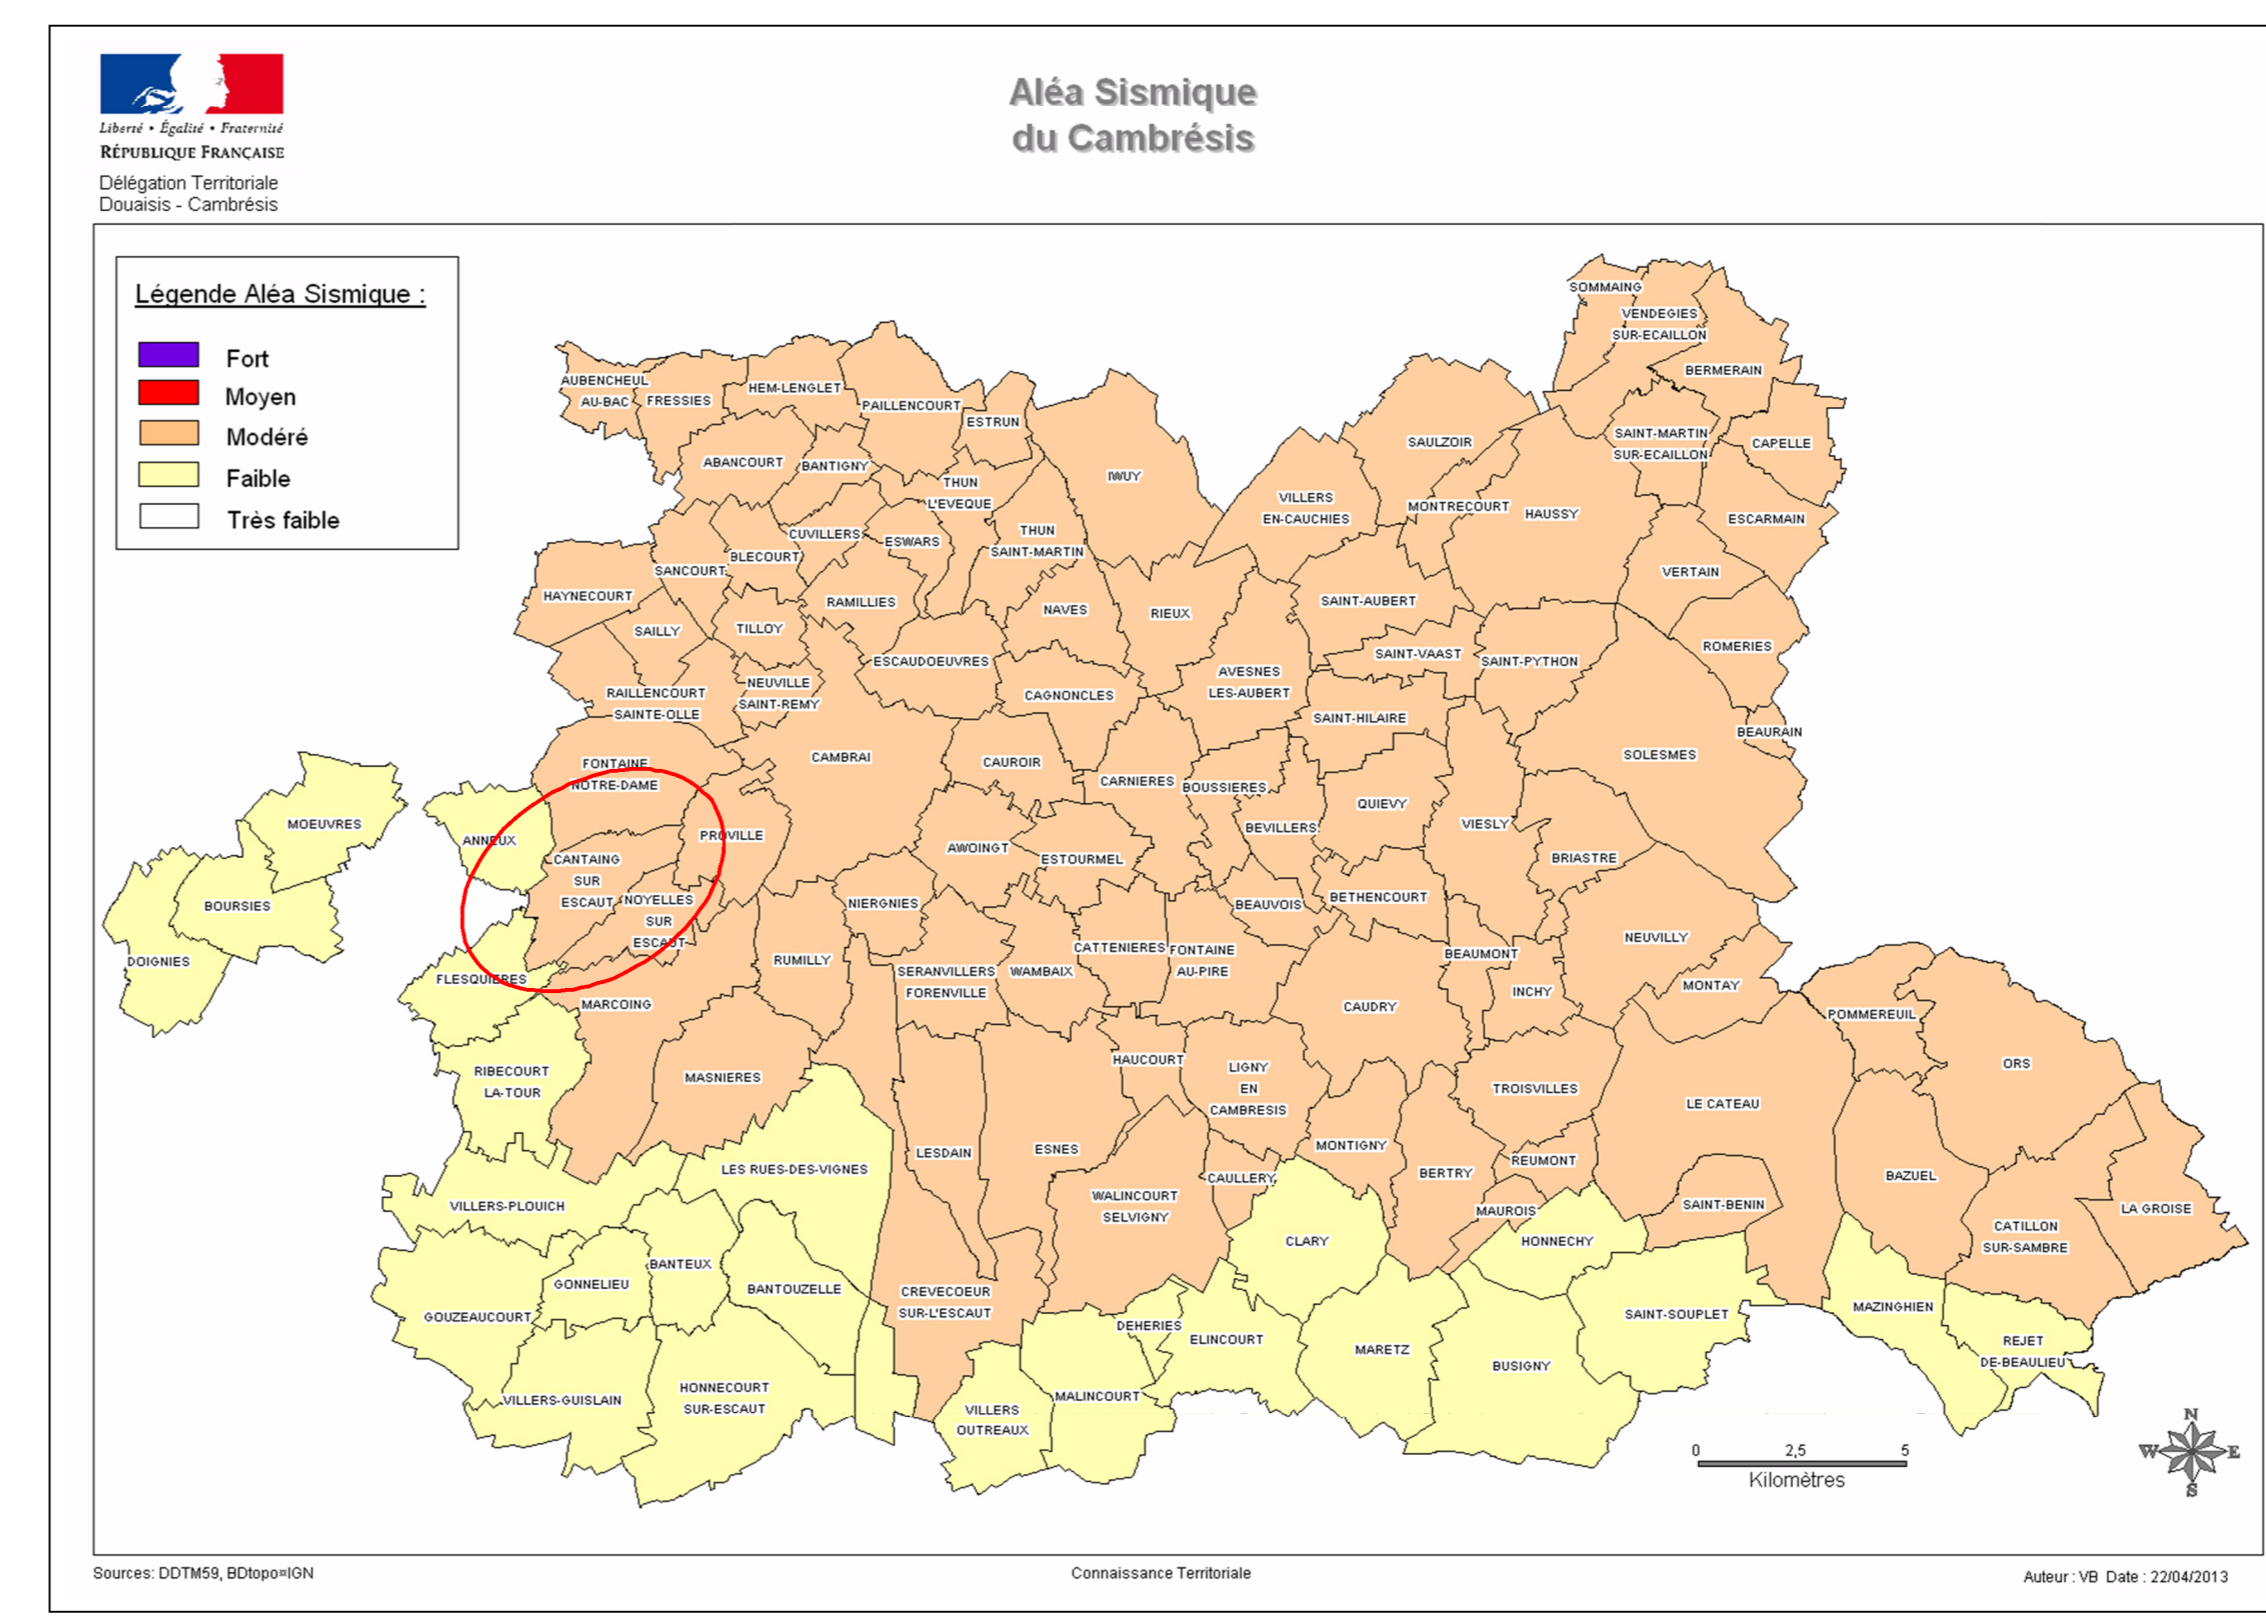 Liberté • Égalité • Fraternité
RÉPUBLIQUE FRANÇAISE
Délégation Territoriale
Douaisis - Cambrésis
Aléa Sismique
du Cambrésis
Légende Aléa Sismique :
Fort
Moyen
Modéré
Faible
Très faible
SOMMAING
VENDEGIES
SUR-ECAILLON
BERMERAIN
AUBENCHEUL
AU-BAC
FRESSIES
HEM-LENGLET
PAILLENCOURT
ESTRUN
SAINT-MARTIN
SUR-ECAILLON
CAPELLE
SAULZOIR
ABANCOURT
BANTIGNY
THUN
L'EVEQUE
IWUY
VILLERS
EN-CAUCHIES
MONTRECOURT
HAUSSY
ESCARMAIN
CUVILLERS
ESWARS
THUN
SAINT-MARTIN
BLECOURT
SANCOURT
VERTAIN
HAYNECOURT
RAMILLIES
NAVES
RIEUX
SAINT-AUBERT
SAILLY
TILLOY
ROMERIES
ESCAUDOEUVRES
SAINT-VAAST
SAINT-PYTHON
AVESNES
LES-AUBERT
RAILLENCOURT
SAINTE-OLLE
NEUVILLE
SAINT-REMY
CAGNONCLES
SAINT-HILAIRE
BEAURAIN
FONTAINE
NOTRE-DAME
CAMBRAI
CAUROIR
CARNIERES
BOUSSIERES
SOLESMES
QUIEVY
MOEUVRES
ANNEUX
PROVILLE
BEVILLERS
VIESLY
CANTAING
SUR
ESCAUT
AWOINGT
ESTOURMEL
BRIASTRE
BOURSIES
NOYELLES
SUR
ESCAUT
NIERGNIES
BEAUVOIS
BETHENCOURT
NEUVILLY
DOIGNIES
FLESQUIERES
RUMILLY
SERANVILLERS
FORENVILLE
WAMBAIX
CATTENIERES
FONTAINE
AU-PIRE
BEAUMONT
INCHY
MONTAY
MARCOING
CAUDRY
POMMEREUIL
RIBECOURT
LA-TOUR
MASNIERES
HAUCOURT
LIGNY
EN
CAMBRESIS
TROISVILLES
LE CATEAU
ORS
LES RUES-DES-VIGNES
LESDAIN
ESNES
MONTIGNY
BERTRY
REUMONT
BAZUEL
VILLERS-PLOUICH
WALINCOURT
SELVIGNY
CAULLERY
MAUROIS
SAINT-BENIN
LA GROISE
CATILLON
SUR-SAMBRE
CLARY
HONNECHY
GONNELIEU
BANTEUX
BANTOUZELLE
CREVECOEUR
SUR-L'ESCAUT
GOUZEAUCOURT
DEHERIES
ELINCOURT
SAINT-SOUPLET
MAZINGHIEN
MARETZ
BUSIGNY
REJET
DE-BEAULIEU
VILLERS-GUISLAIN
HONNECOURT
SUR-ESCAUT
MALINCOURT
VILLERS
OUTREAUX
N
W E
S
0 2,5 5
Kilomètres
Sources: DDTM59, BDtopo¤IGN
Connaissance Territoriale
Auteur : VB Date : 22/04/2013